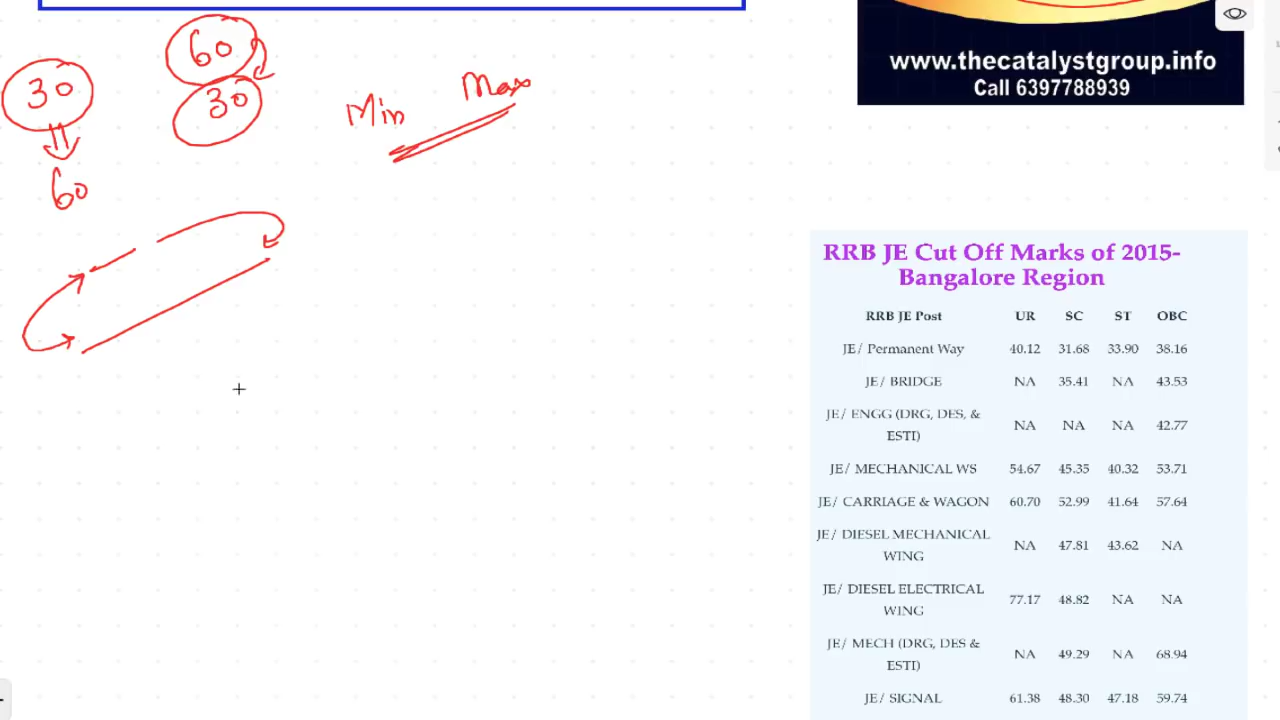 www.thecatalystgroup.info
Call 6397788939
60
30
30
60
Min Max
RRB JE Cut Off Marks of 2015-
Bangalore Region
RRB JE Post UR SC ST OBC
JE/ Permanent Way 40.12 31.68 33.90 38.16
JE/ BRIDGE NA 35.41 NA 43.53
JE/ ENGG (DRG, DES, &
ESTI) NA NA NA 42.77
JE/ MECHANICAL WS 54.67 45.35 40.32 53.71
JE/ CARRIAGE & WAGON 60.70 52.99 41.64 57.64
JE/ DIESEL MECHANICAL
WING NA 47.81 43.62 NA
JE/ DIESEL ELECTRICAL
WING 77.17 48.82 NA NA
JE/ MECH (DRG, DES &
ESTI) NA 49.29 NA 68.94
JE/ SIGNAL 61.38 48.30 47.18 59.74